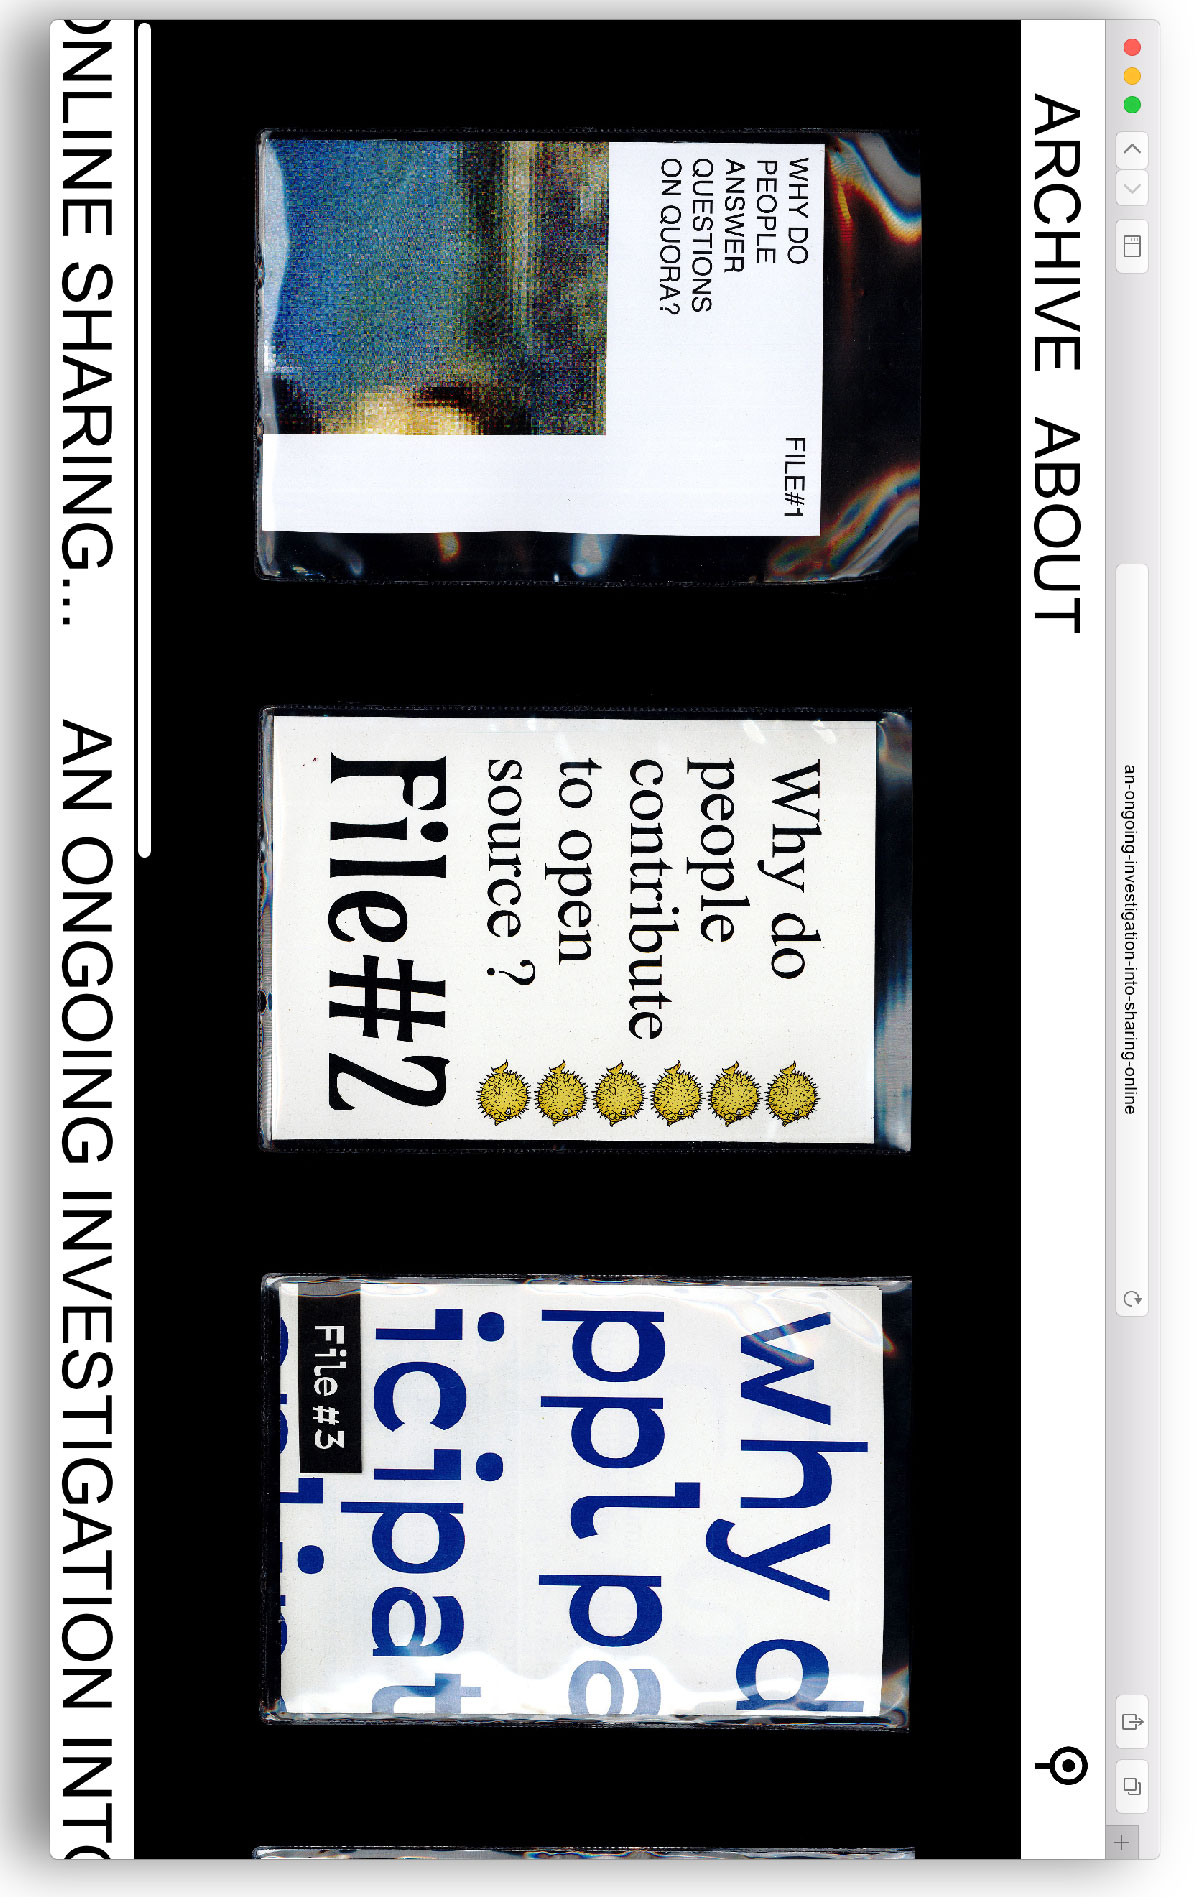 an-ongoing-investigation-into-sharing-online
ARCHIVE ABOUT
WHY DO
PEOPLE
ANSWER
QUESTIONS
ON QUORA?
FILE#1
Why do
people
contribute
to open
source ?
File#2
why d
ppl pa
icipat
File #3
ONLINE SHARING... AN ONGOING INVESTIGATION INTO